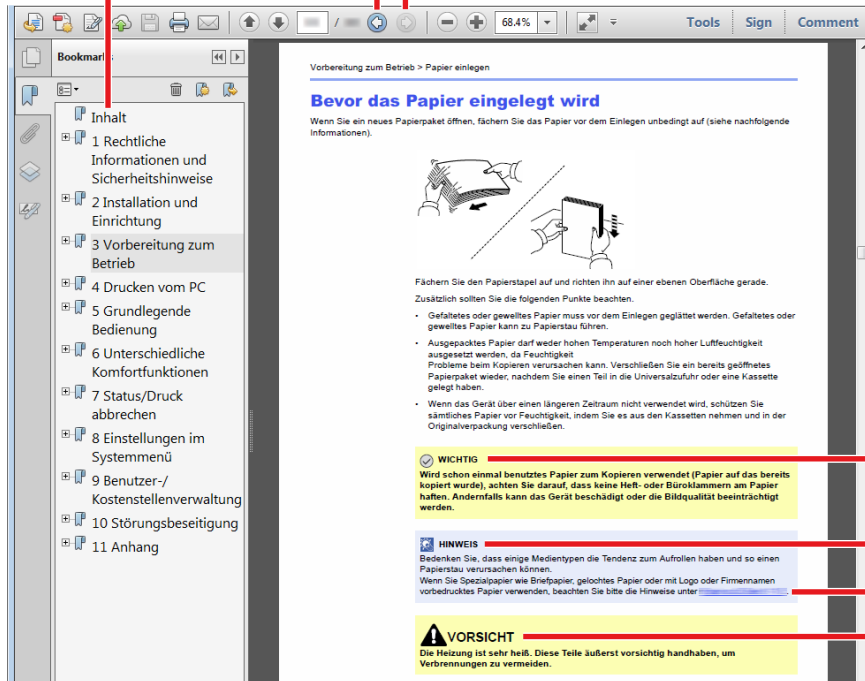 /
68.4%
Tools
Sign
Comment
Bookmarks
Inhalt
1 Rechtliche
Informationen und
Sicherheitshinweise
2 Installation und
Einrichtung
3 Vorbereitung zum
Betrieb
4 Drucken vom PC
5 Grundlegende
Bedienung
6 Unterschiedliche
Komfortfunktionen
7 Status/Druck
abbrechen
8 Einstellungen im
Systemmenü
9 Benutzer-/
Kostenstellenverwaltung
10 Störungsbeseitigung
11 Anhang
Vorbereitung zum Betrieb > Papier einlegen
Bevor das Papier eingelegt wird
Wenn Sie ein neues Papierpaket öffnen, fächern Sie das Papier vor dem Einlegen unbedingt auf (siehe nachfolgende
Informationen).
Fächern Sie den Papierstapel auf und richten ihn auf einer ebenen Oberfläche gerade.
Zusätzlich sollten Sie die folgenden Punkte beachten.
• Gefaltetes oder gewelltes Papier muss vor dem Einlegen geglättet werden. Gefaltetes oder
gewelltes Papier kann zu Papierstau führen.
• Ausgepacktes Papier darf weder hohen Temperaturen noch hoher Luftfeuchtigkeit
ausgesetzt werden, da Feuchtigkeit
Probleme beim Kopieren verursachen kann. Verschließen Sie ein bereits geöffnetes
Papierpaket wieder, nachdem Sie einen Teil in die Universalzufuhr oder eine Kassette
gelegt haben.
• Wenn das Gerät über einen längeren Zeitraum nicht verwendet wird, schützen Sie
sämtliches Papier vor Feuchtigkeit, indem Sie es aus den Kassetten nehmen und in der
Originalverpackung verschließen.
WICHTIG
Wird schon einmal benutztes Papier zum Kopieren verwendet (Papier auf das bereits
kopiert wurde), achten Sie darauf, dass keine Heft- oder Büroklammern am Papier
haften. Andernfalls kann das Gerät beschädigt oder die Bildqualität beeinträchtigt
werden.
HINWEIS
Bedenken Sie, dass einige Medientypen die Tendenz zum Aufrollen haben und so einen
Papierstau verursachen können.
Wenn Sie Spezialpapier wie Briefpapier, gelochtes Papier oder mit Logo oder Firmennamen
vorbedrucktes Papier verwenden, beachten Sie bitte die Hinweise unter
VORSICHT
Die Heizung ist sehr heiß. Diese Teile äußerst vorsichtig handhaben, um
Verbrennungen zu vermeiden.